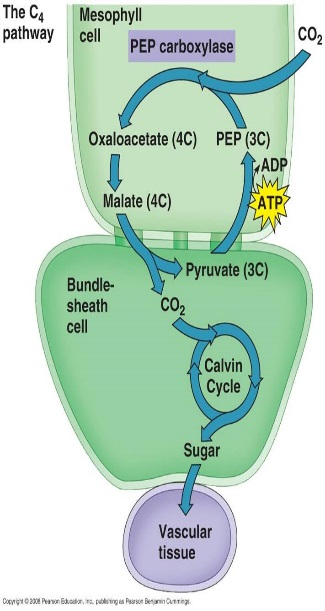 The C4
pathway
Mesophyll
cell
PEP carboxylase
CO2
Oxaloacetate (4C)
PEP (3C)
ADP
Malate (4C)
ATP
Pyruvate (3C)
Bundle-
sheath
cell
CO2
Calvin
Cycle
Sugar
Vascular
tissue
Copyright © 2008 Pearson Education, Inc., publishing as Pearson Benjamin Cummings.